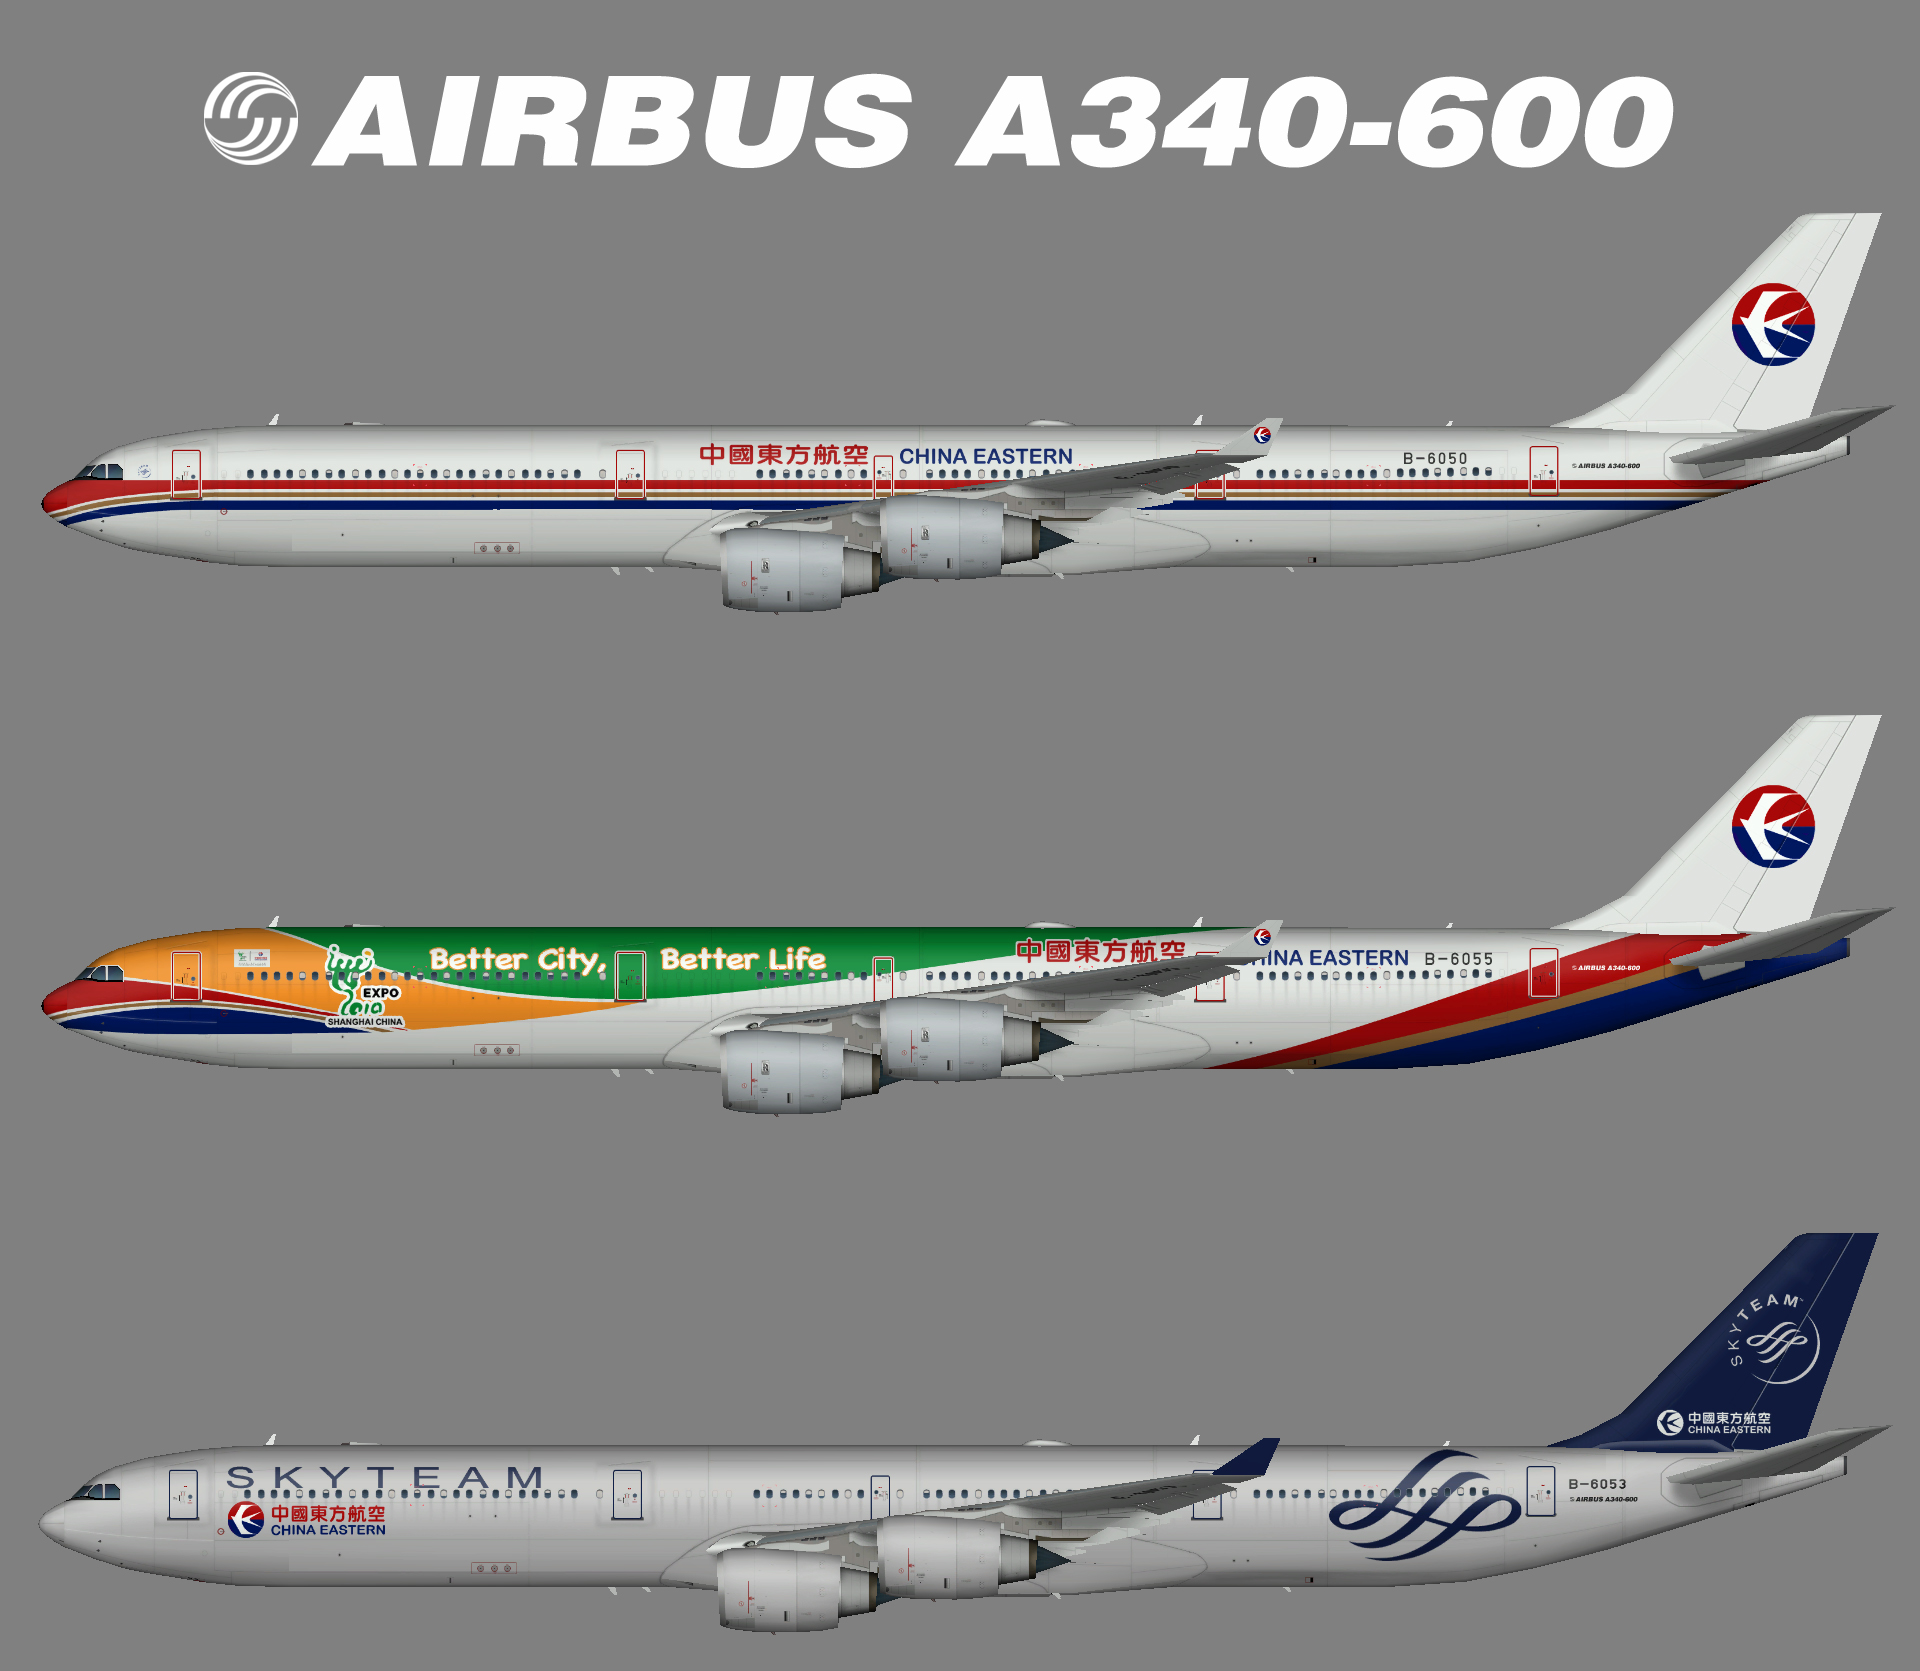 AIRBUS A340-600
中國東方航空 CHINA EASTERN
B-6050
AIRBUS A340-600
Better City, Better Life
EXPO
2010
SHANGHAI CHINA
中國東方航空
CHINA EASTERN
B-6055
AIRBUS A340-600
SKYTEAM
中國東方航空
CHINA EASTERN
SKYTEAM
中國東方航空
CHINA EASTERN
B-6053
AIRBUS A340-600